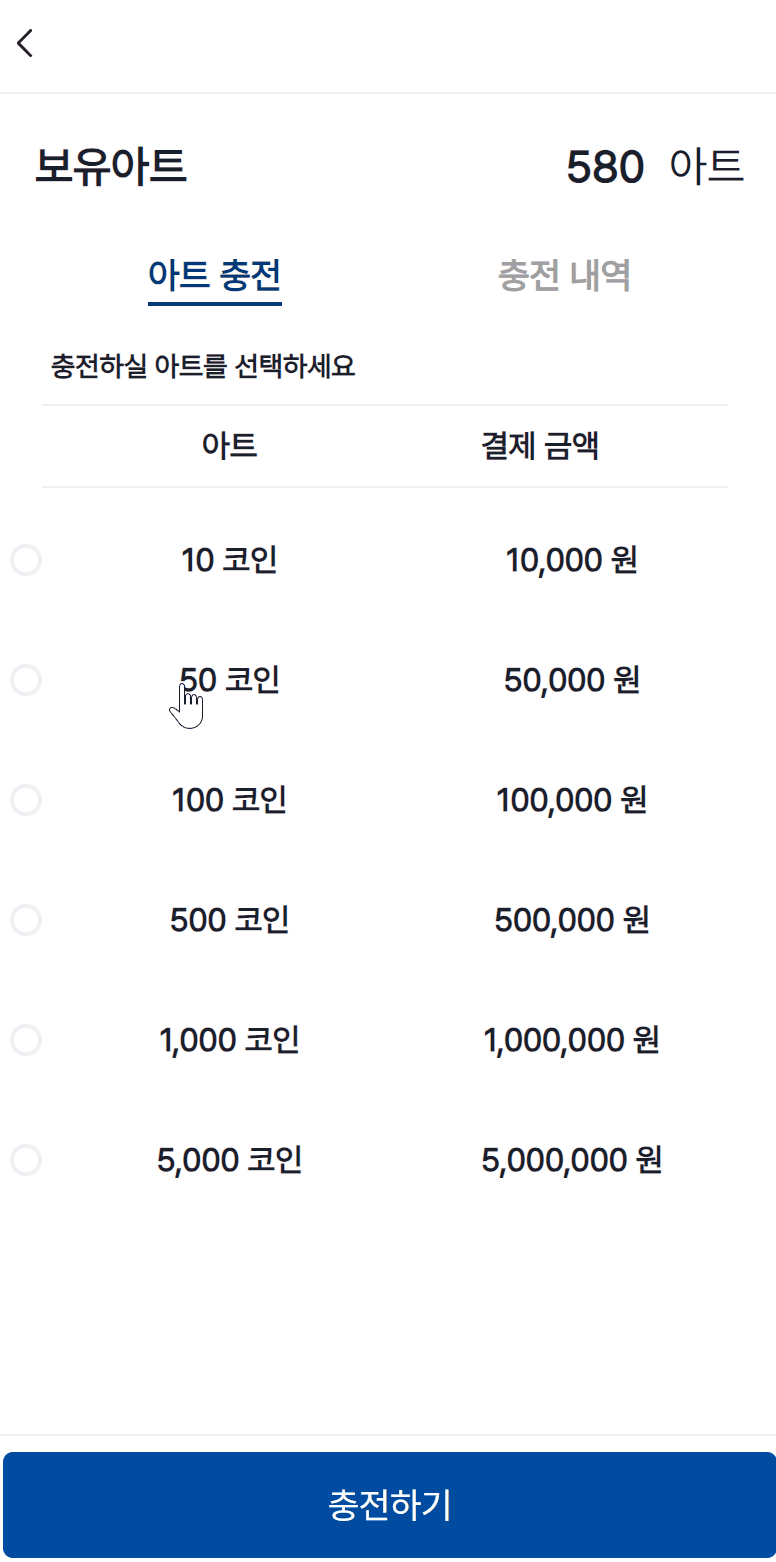 보유아트 580 아트
아트 충전 충전 내역
충전하실 아트를 선택하세요
아트 결제 금액
10 코인 10,000 원
50 코인 50,000 원
100 코인 100,000 원
500 코인 500,000 원
1,000 코인 1,000,000 원
5,000 코인 5,000,000 원
충전하기